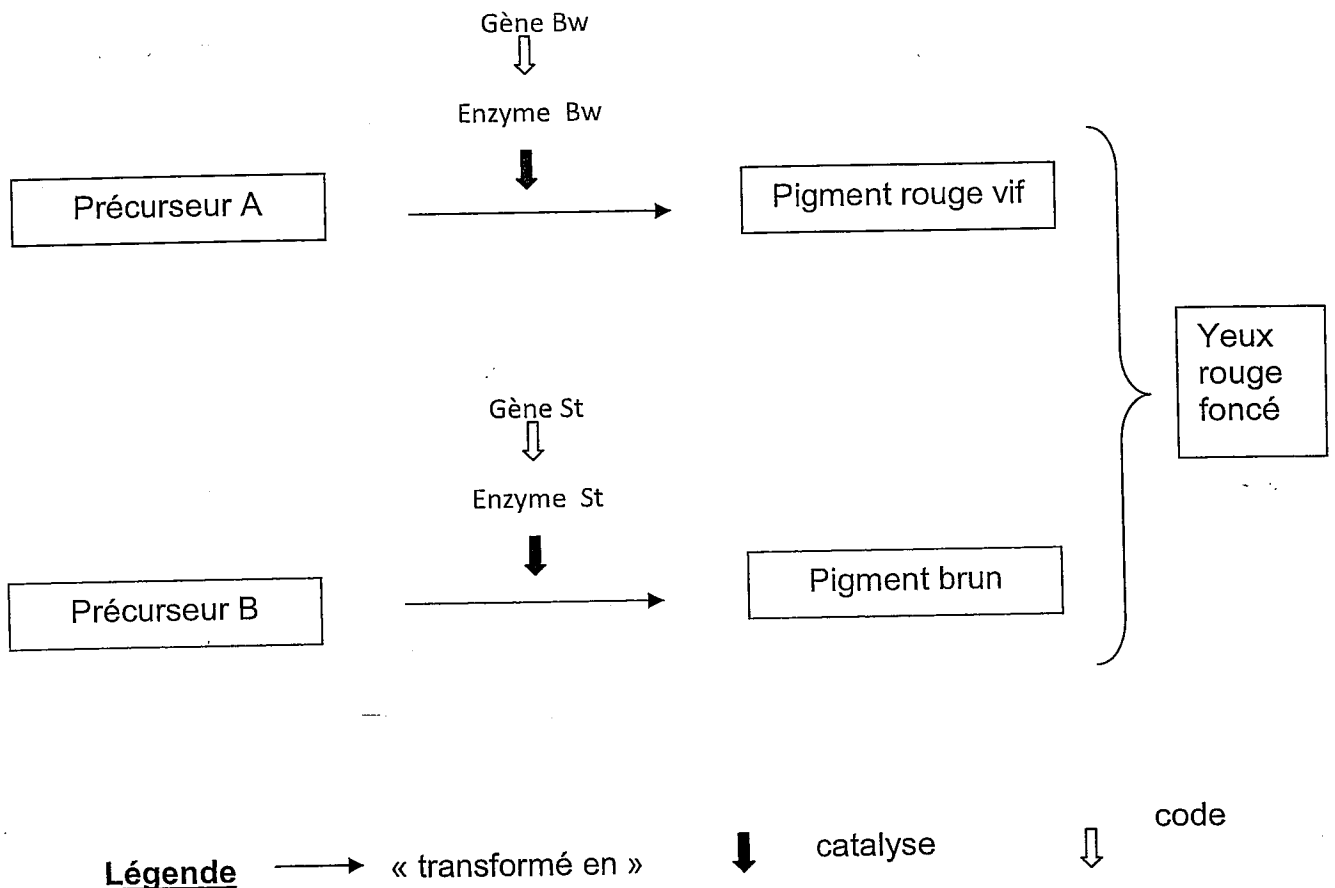 Gène Bw
Enzyme Bw
Précurseur A
Pigment rouge vif
Yeux
rouge
foncé
Gène St
Enzyme St
Précurseur B
Pigment brun
Légende « transformé en » catalyse code